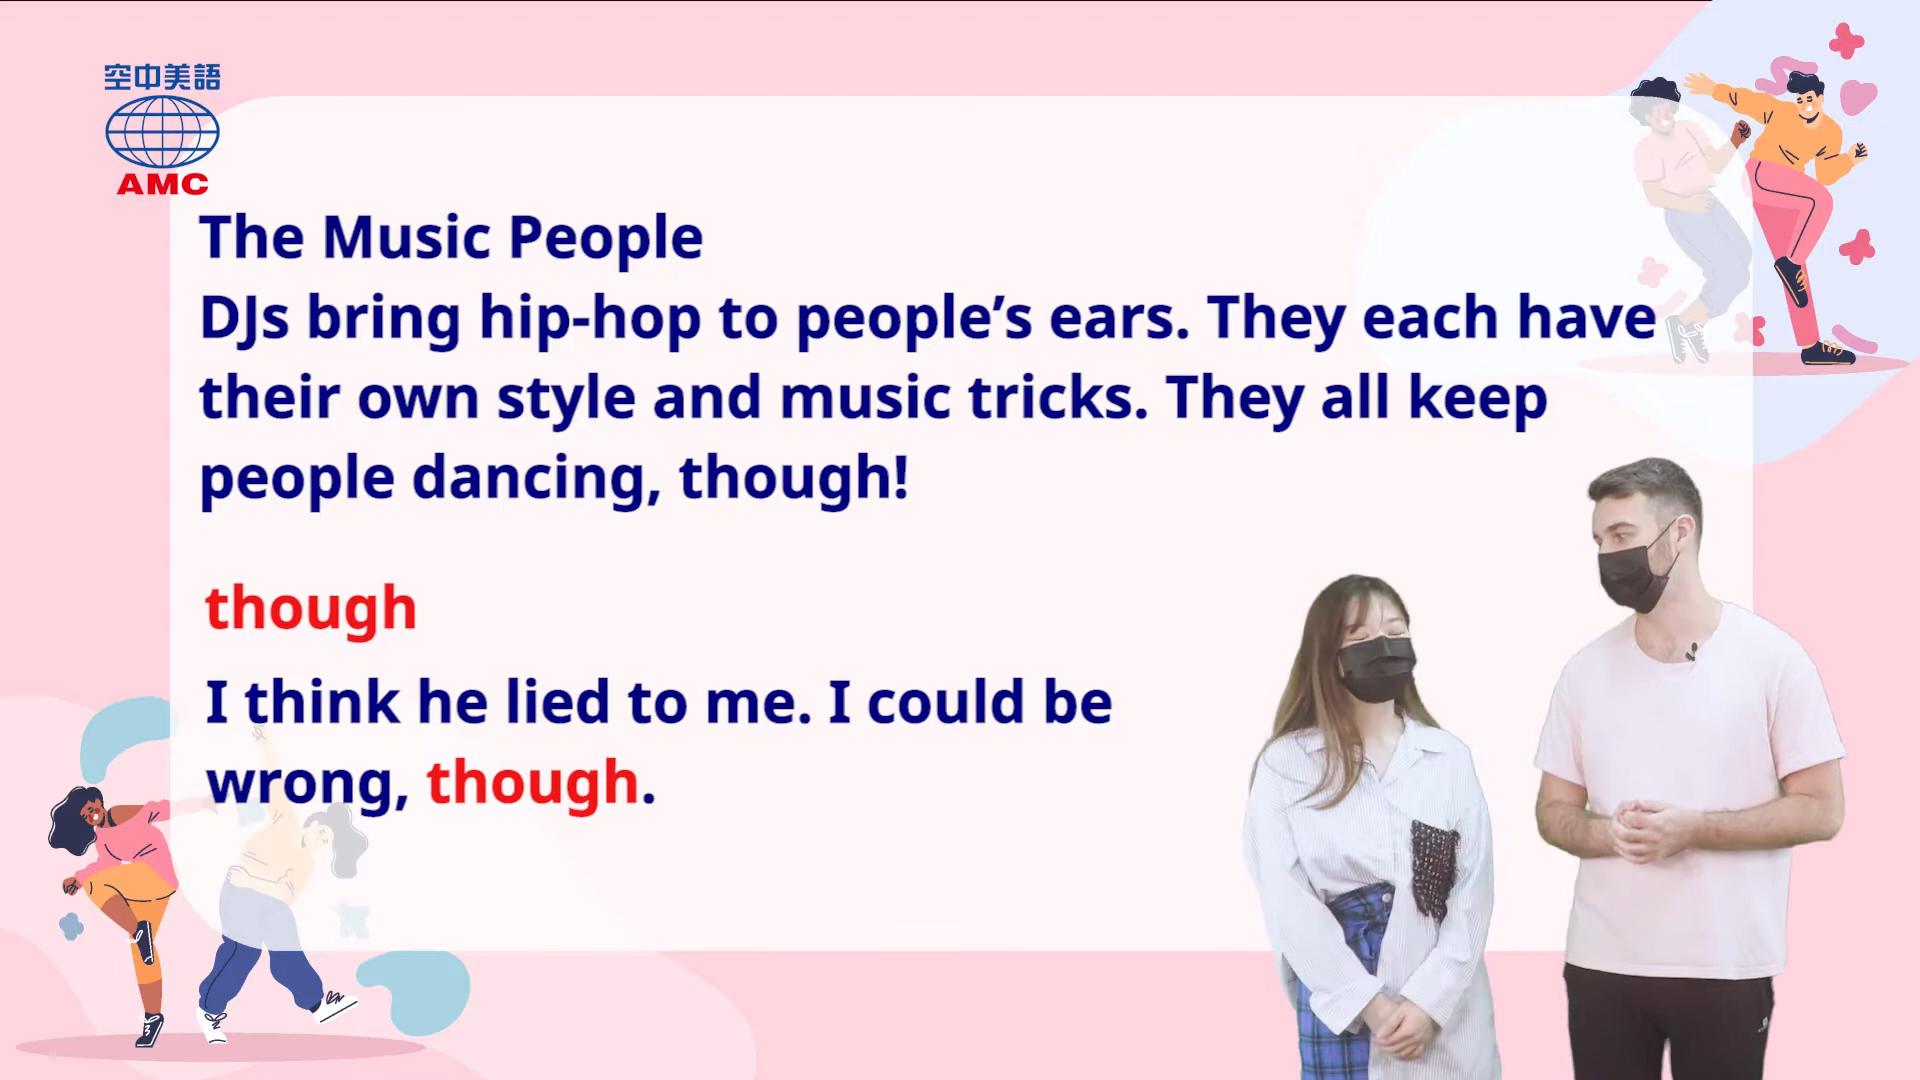 空中美語
AMC
The Music People
DJs bring hip-hop to people’s ears. They each have
their own style and music tricks. They all keep
people dancing, though!
though
I think he lied to me. I could be
wrong, though.